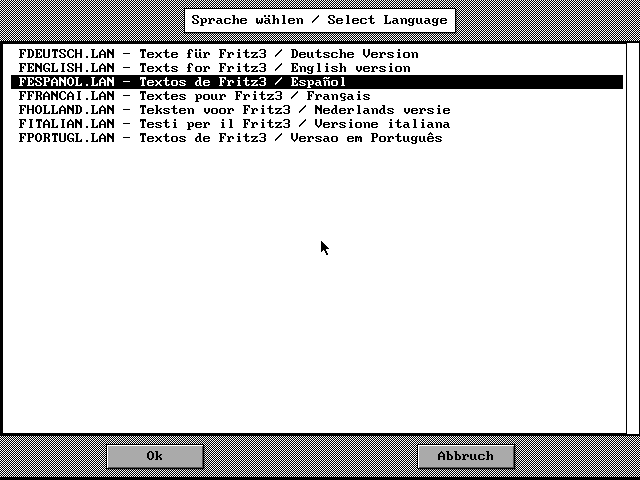 Sprache wählen / Select Language
FDEUTSCH.LAN - Texte für Fritz3 / Deutsche Version
FENGLISH.LAN - Texts for Fritz3 / English version
FESPANOL.LAN - Textos de Fritz3 / Español
FFRANCAI.LAN - Textes pour Fritz3 / Français
FHOLLAND.LAN - Teksten voor Fritz3 / Nederlands versie
FITALIAN.LAN - Testi per il Fritz3 / Versione italiana
FPORTUGL.LAN - Textos de Fritz3 / Versao em Português
Ok
Abbruch